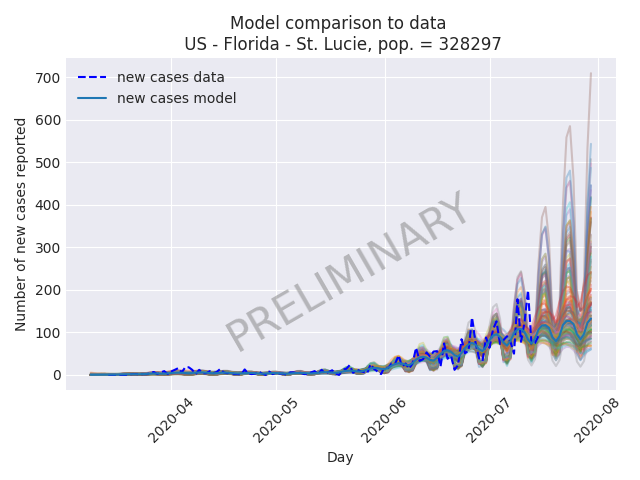 Model comparison to data
US - Florida - St. Lucie, pop. = 328297
new cases data
new cases model
Number of new cases reported
700
600
500
400
300
200
100
0
PRELIMINARY
2020-04
2020-05
2020-06
2020-07
2020-08
Day